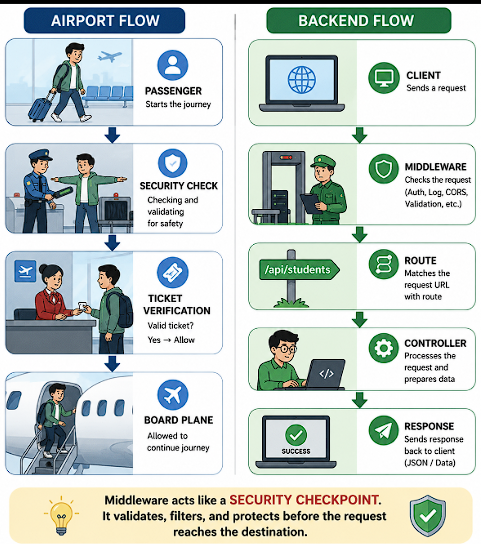 AIRPORT FLOW
PASSENGER
Starts the journey
SECURITY CHECK
Checking and
validating
for safety
TICKET
VERIFICATION
Valid ticket?
Yes → Allow
BOARD PLANE
Allowed to
continue journey
BACKEND FLOW
CLIENT
Sends a request
MIDDLEWARE
Checks the request
(Auth, Log, CORS,
Validation, etc.)
/api/students
ROUTE
Matches the
request URL
with route
</>
CONTROLLER
Processes the
request and
prepares data
SUCCESS
RESPONSE
Sends response
back to client
(JSON / Data)
Middleware acts like a SECURITY CHECKPOINT.
It validates, filters, and protects before the request
reaches the destination.